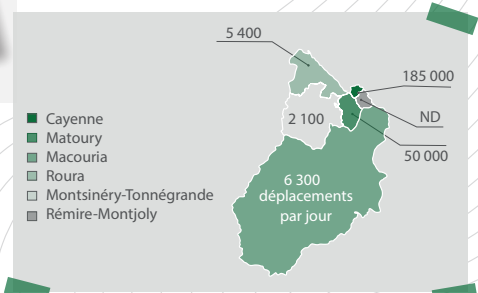 5 400
185 000
ND
50 000
2 100
6 300
déplacements
par jour
Cayenne
Matoury
Macouria
Roura
Montsinéry-Tonnégrande
Rémire-Montjoly